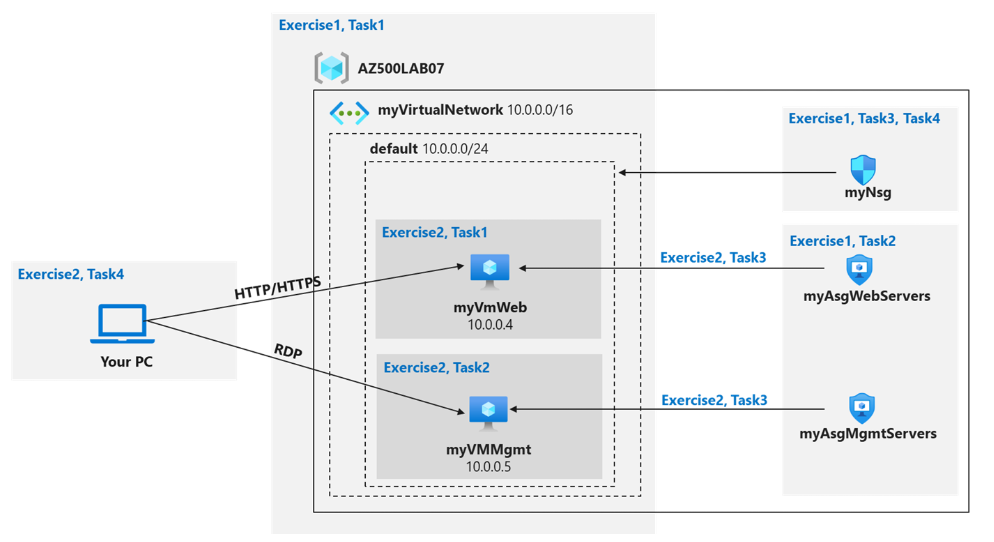 Exercise1, Task1
AZ500LAB07
myVirtualNetwork 10.0.0.0/16
default 10.0.0.0/24
Exercise1, Task3, Task4
myNsg
Exercise2, Task1
myVmWeb
10.0.0.4
Exercise2, Task3
Exercise1, Task2
myAsgWebServers
Exercise2, Task4
Your PC
HTTP/HTTPS
RDP
Exercise2, Task2
myVMMgmt
10.0.0.5
Exercise2, Task3
myAsgMgmtServers